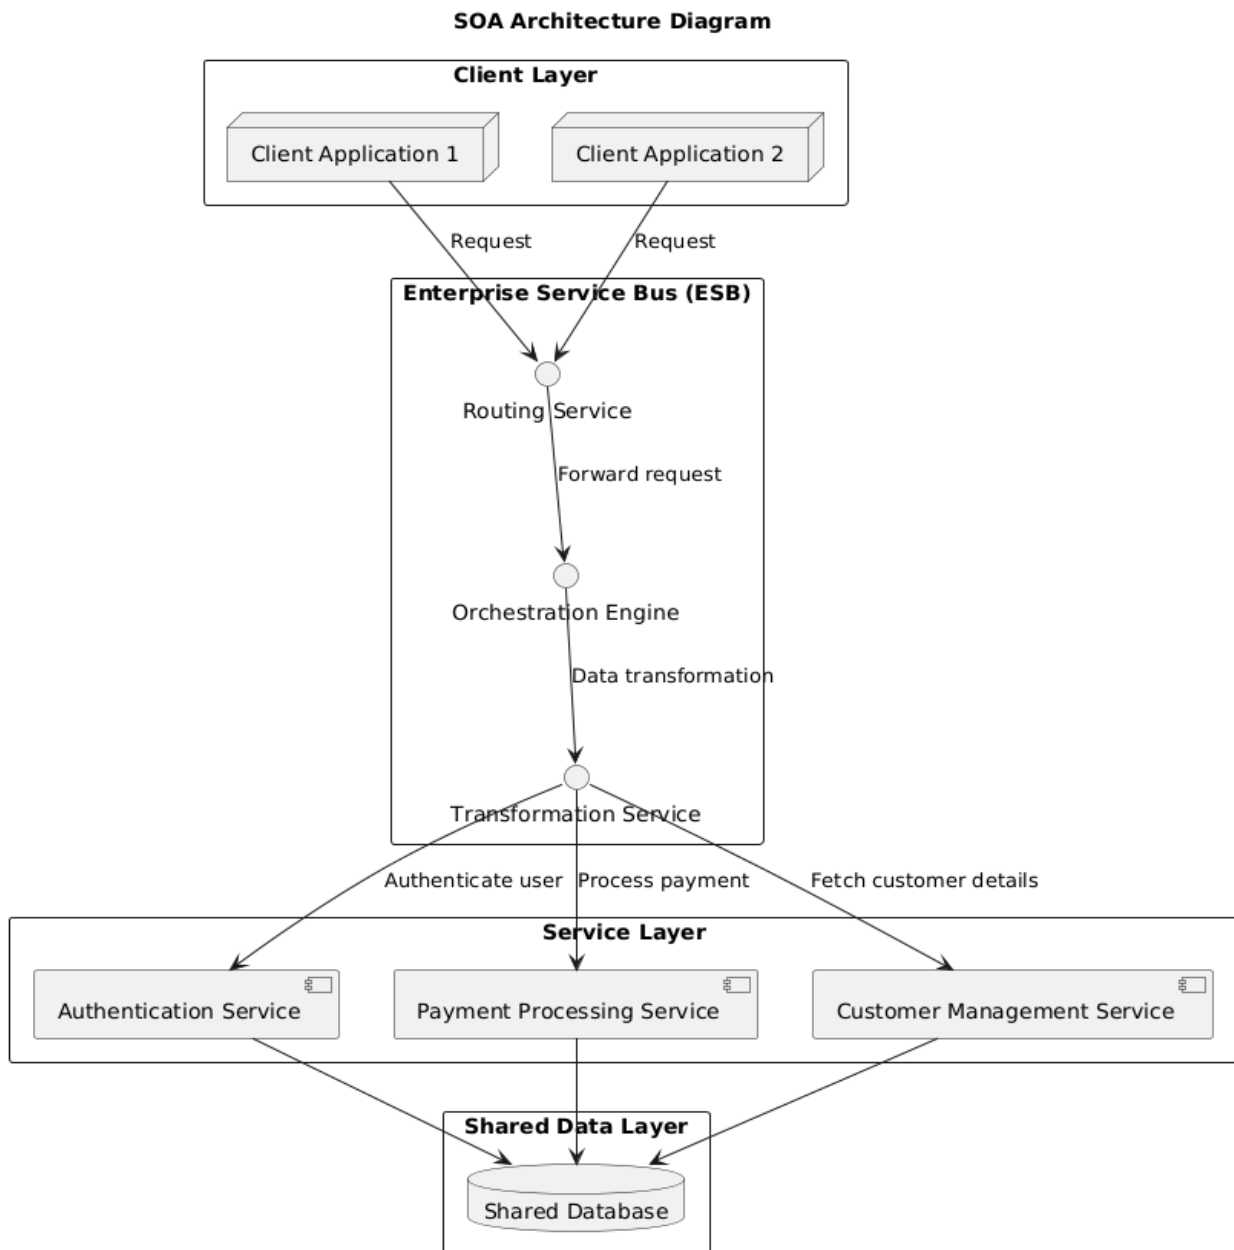 SOA Architecture Diagram
Client Layer
Client Application 1
Client Application 2
Request
Request
Enterprise Service Bus (ESB)
Routing Service
Forward request
Orchestration Engine
Data transformation
Transformation Service
Authenticate user
Process payment
Fetch customer details
Service Layer
Authentication Service
Payment Processing Service
Customer Management Service
Shared Data Layer
Shared Database